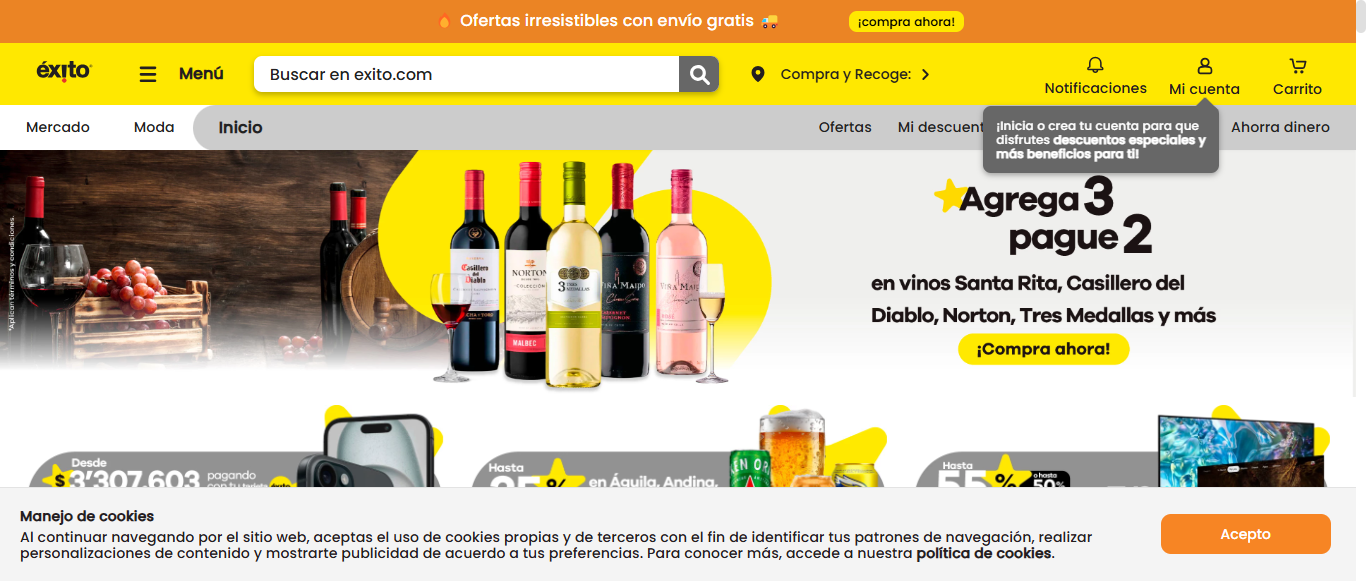 Ofertas irresistibles con envío gratis
¡compra ahora!
éxito
Menú
Buscar en exito.com
Compra y Recoge:
Notificaciones
Mi cuenta
Carrito
Mercado
Moda
Inicio
Ofertas
Mi descuent
Ahorra dinero
¡Inicia o crea tu cuenta para que
disfrutes descuentos especiales y
más beneficios para ti!
*Aplican términos y condiciones.
Agrega 3
pague 2
en vinos Santa Rita, Casillero del
Diablo, Norton, Tres Medallas y más
¡Compra ahora!
Casillero
del
Diablo
NORTON
COLECCIÓN
MALBEC
3 TRES
MEDALLAS
VIÑA MAIPO
CABERNET
SAUVIGNON
VIÑA MAIPO
Desde
$3'307.603
pagando
con tu tarjeta éxito
Hasta
%
en Águila, Andina,
Hasta
55%
o hasta
50%
Manejo de cookies
Al continuar navegando por el sitio web, aceptas el uso de cookies propias y de terceros con el fin de identificar tus patrones de navegación, realizar
personalizaciones de contenido y mostrarte publicidad de acuerdo a tus preferencias. Para conocer más, accede a nuestra política de cookies.
Acepto